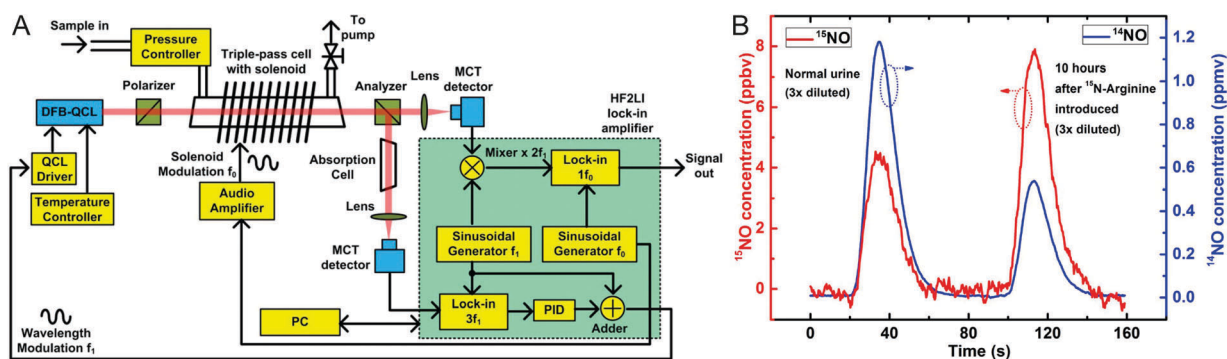 A
Sample in
Pressure
Controller
To
pump
Triple-pass cell
with solenoid
Polarizer
DFB-QCL
Analyzer
Lens
MCT
detector
HF2LI
lock-in
amplifier
QCL
Driver
Temperature
Controller
Solenoid
Modulation f₀
Audio
Amplifier
Absorption
Cell
Lens
MCT
detector
Mixer x 2f₁
Lock-in
1f₀
Signal
out
Sinusoidal
Generator f₁
Sinusoidal
Generator f₀
Lock-in
3f₁
PID
Adder
PC
Wavelength
Modulation f₁
B
¹⁵NO
¹⁴NO
Normal urine
(3x diluted)
10 hours
after ¹⁵N-Arginine
introduced
(3x diluted)
¹⁵NO concentration (ppbv)
8
6
4
2
0
¹⁴NO concentration (ppmv)
1.2
1.0
0.8
0.6
0.4
0.2
0.0
0 40 80 120 160
Time (s)